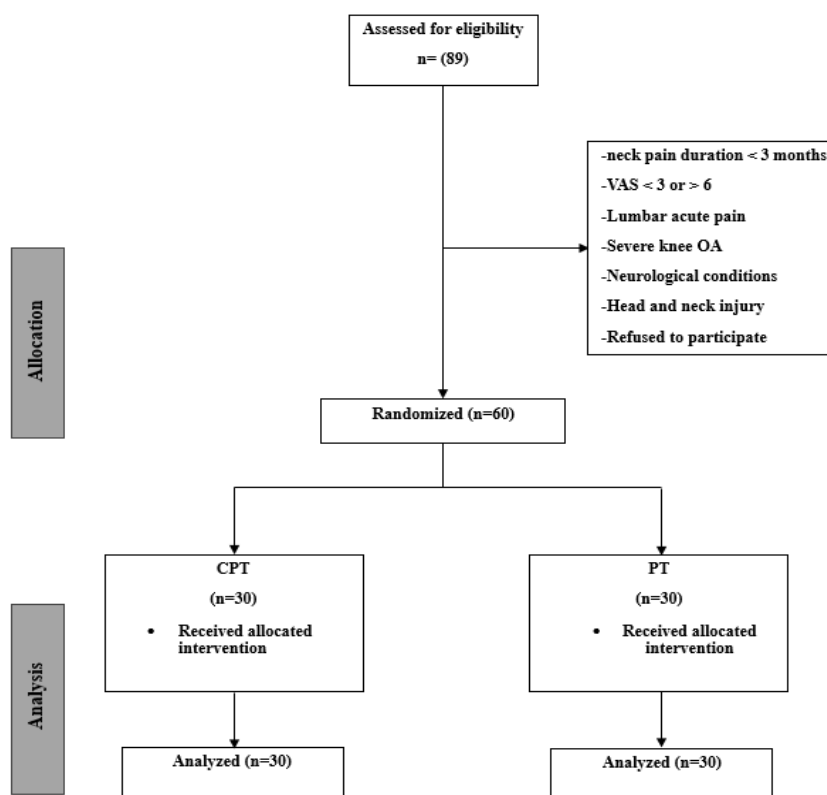 Assessed for eligibility
n= (89)
-neck pain duration < 3 months
-VAS < 3 or > 6
-Lumbar acute pain
-Severe knee OA
-Neurological conditions
-Head and neck injury
-Refused to participate
Allocation
Randomized (n=60)
CPT
(n=30)
• Received allocated
intervention
PT
(n=30)
• Received allocated
intervention
Analysis
Analyzed (n=30)
Analyzed (n=30)